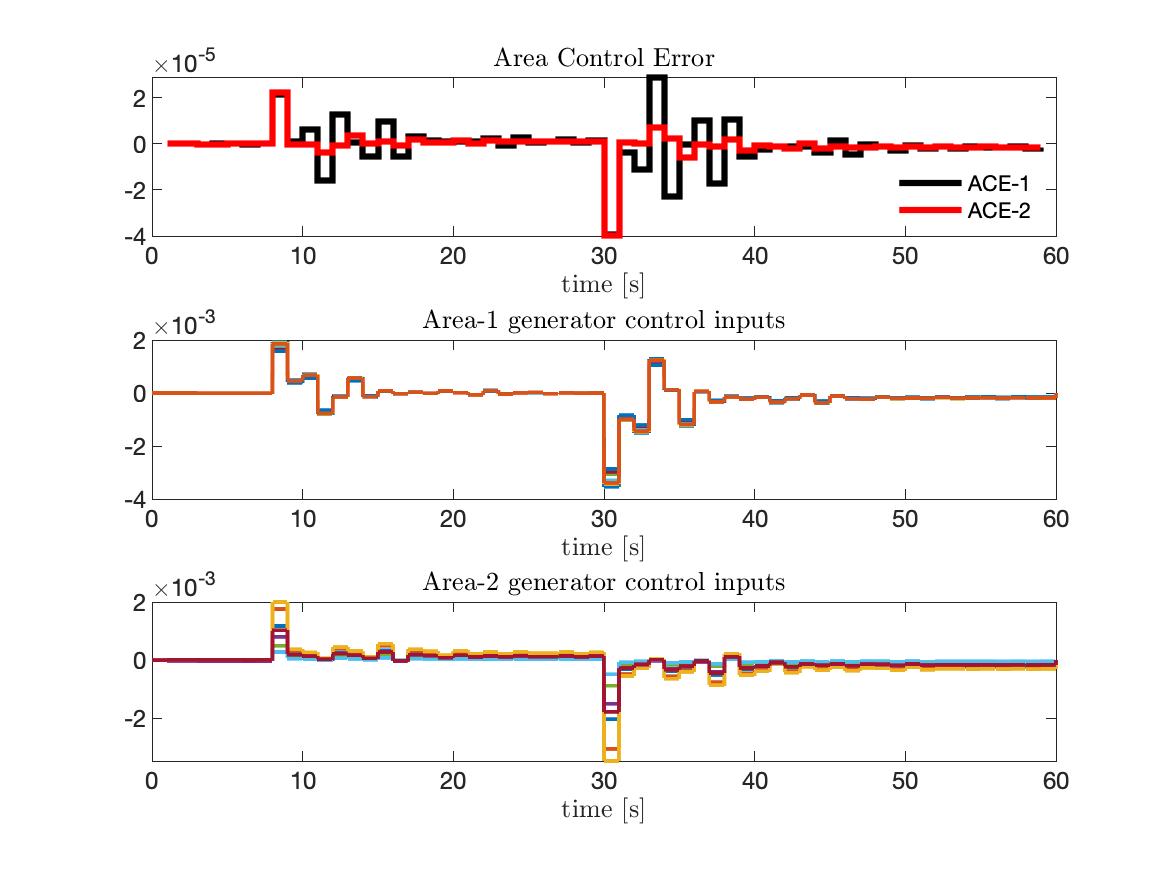 Area Control Error
×10-5
2
0
-2
-4
ACE-1
ACE-2
0 10 20 30 40 50 60
time [s]
Area-1 generator control inputs
×10-3
2
0
-2
-4
0 10 20 30 40 50 60
time [s]
Area-2 generator control inputs
×10-3
2
0
-2
0 10 20 30 40 50 60
time [s]